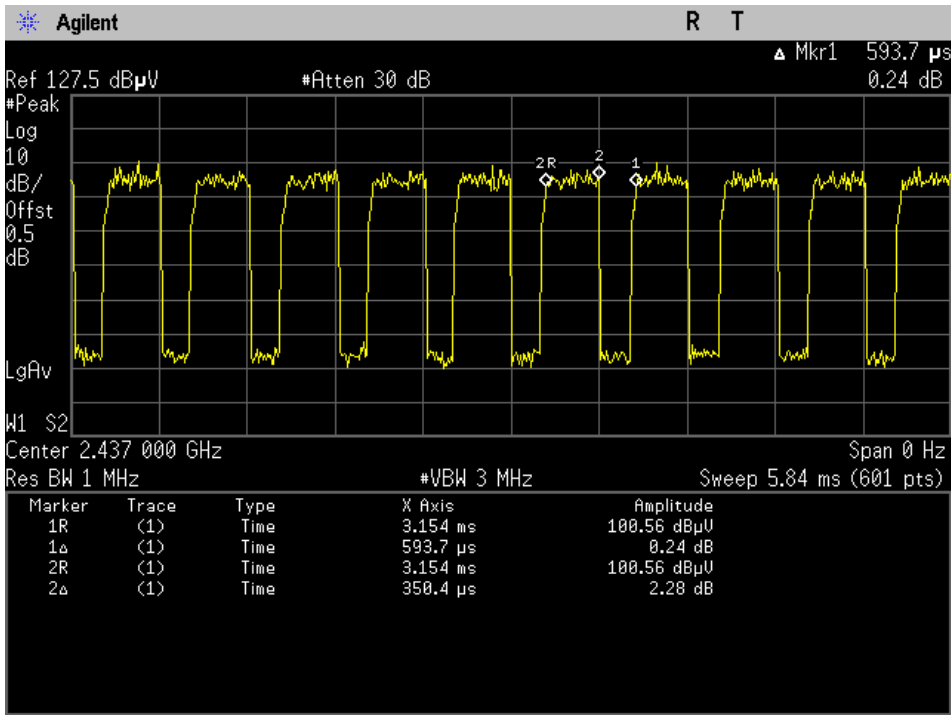 Agilent R T
Δ Mkr1 593.7 µs
Ref 127.5 dBµV #Atten 30 dB 0.24 dB
#Peak
Log
10
dB/
Offst
0.5
dB
2R 2 1
LgAv
W1 S2
Center 2.437 000 GHz Span 0 Hz
Res BW 1 MHz #VBW 3 MHz Sweep 5.84 ms (601 pts)
Marker Trace Type X Axis Amplitude
1R (1) Time 3.154 ms 100.56 dBµV
1Δ (1) Time 593.7 µs 0.24 dB
2R (1) Time 3.154 ms 100.56 dBµV
2Δ (1) Time 350.4 µs 2.28 dB